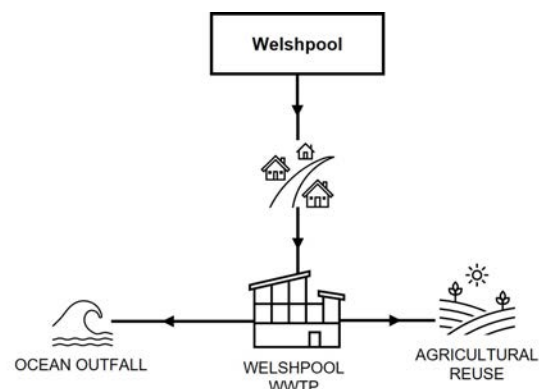 Welshpool
OCEAN OUTFALL
WELSHPOOL
WWTP
AGRICULTURAL
REUSE